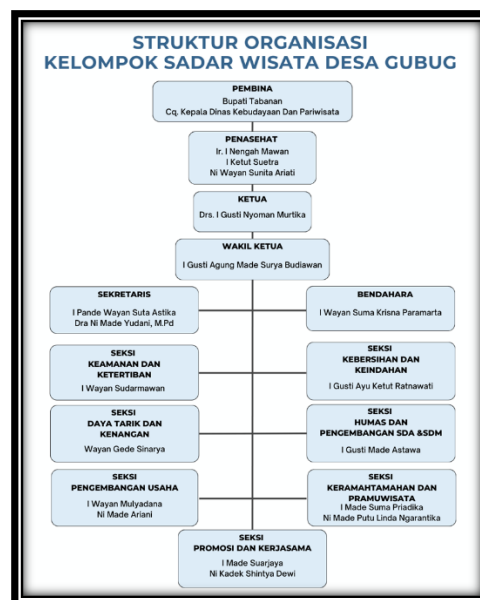 STRUKTUR ORGANISASI
KELOMPOK SADAR WISATA DESA GUBUG
PEMBINA
Bupati Tabanan
Cq. Kepala Dinas Kebudayaan Dan Pariwisata
PENASEHAT
Ir. I Nengah Mawan
I Ketut Suetra
Ni Wayan Sunita Ariati
KETUA
Drs. I Gusti Nyoman Murtika
WAKIL KETUA
I Gusti Agung Made Surya Budiawan
SEKRETARIS
I Pande Wayan Suta Astika
Dra Ni Made Yudani, M.Pd
BENDAHARA
I Wayan Suma Krisna Paramarta
SEKSI
KEAMANAN DAN
KETERTIBAN
I Wayan Sudarmawan
SEKSI
KEBERSIHAN DAN
KEINDAHAN
I Gusti Ayu Ketut Ratnawati
SEKSI
DAYA TARIK DAN
KENANGAN
Wayan Gede Sinarya
SEKSI
HUMAS DAN
PENGEMBANGAN SDA &SDM
I Gusti Made Astawa
SEKSI
PENGEMBANGAN USAHA
I Wayan Mulyadana
Ni Made Ariani
SEKSI
KERAMAHTAMAHAN DAN
PRAMUWISATA
I Made Suma Priadika
Ni Made Putu Linda Ngarantika
SEKSI
PROMOSI DAN KERJASAMA
I Made Suarjaya
Ni Kadek Shintya Dewi